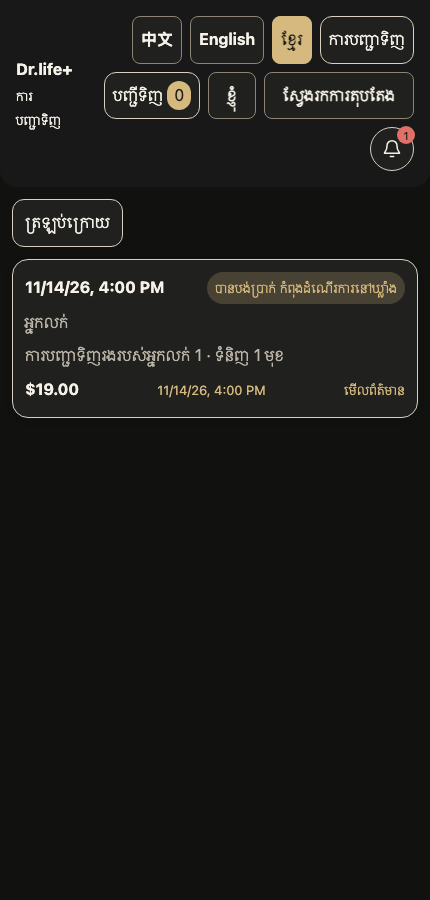 中文
English
ខ្មែរ
ការបញ្ជាទិញ
Dr.life+
ការ
បញ្ជាទិញ
បញ្ជីទិញ 0
ខ្ញុំ
ស្វែងរកការតុបតែង
1
ត្រឡប់ក្រោយ
11/14/26, 4:00 PM
បានបង់ប្រាក់ កំពុងដំណើរការនៅឃ្លាំង
អ្នកលក់
ការបញ្ជាទិញរងរបស់អ្នកលក់ 1 · ទំនិញ 1 មុខ
$19.00
11/14/26, 4:00 PM
មើលព័ត៌មាន